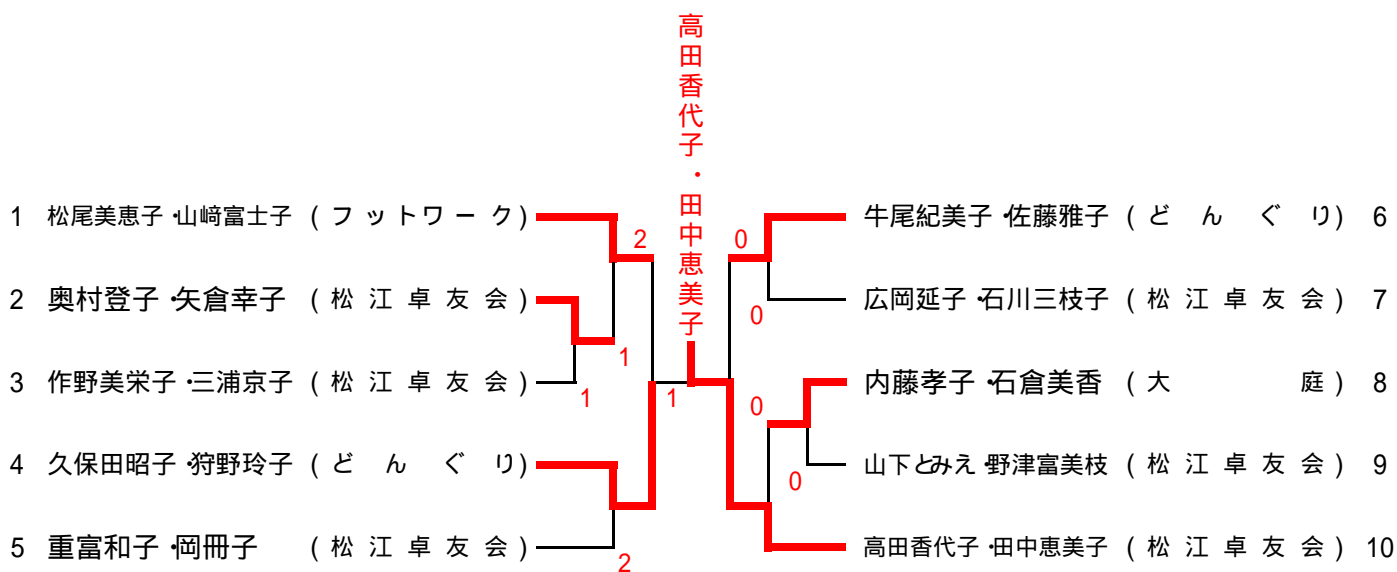 高田香代子・田中恵美子
1 松尾美恵子・山﨑富士子 (フットワーク)
2 奥村登子・矢倉幸子 (松江卓友会)
3 作野美栄子・三浦京子 (松江卓友会)
4 久保田昭子・狩野玲子 (どんぐり)
5 重富和子・岡冊子 (松江卓友会)
2
1
1
2
1
0
0
0
0
牛尾紀美子・佐藤雅子 (どんぐり) 6
広岡延子・石川三枝子 (松江卓友会) 7
内藤孝子・石倉美香 (大庭) 8
山下とみえ・野津富美枝 (松江卓友会) 9
高田香代子・田中恵美子 (松江卓友会) 10